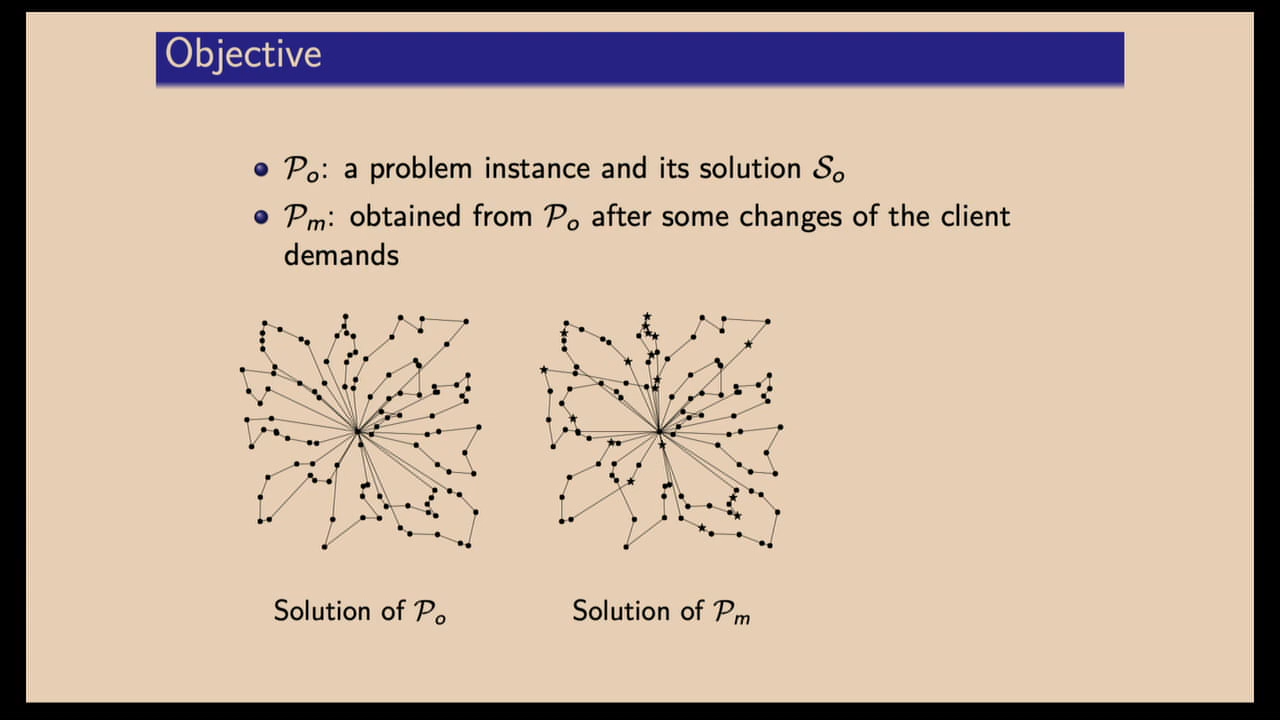 Objective
𝒫ₒ: a problem instance and its solution 𝒮ₒ
𝒫ₘ: obtained from 𝒫ₒ after some changes of the client
demands
Solution of 𝒫ₒ
Solution of 𝒫ₘ